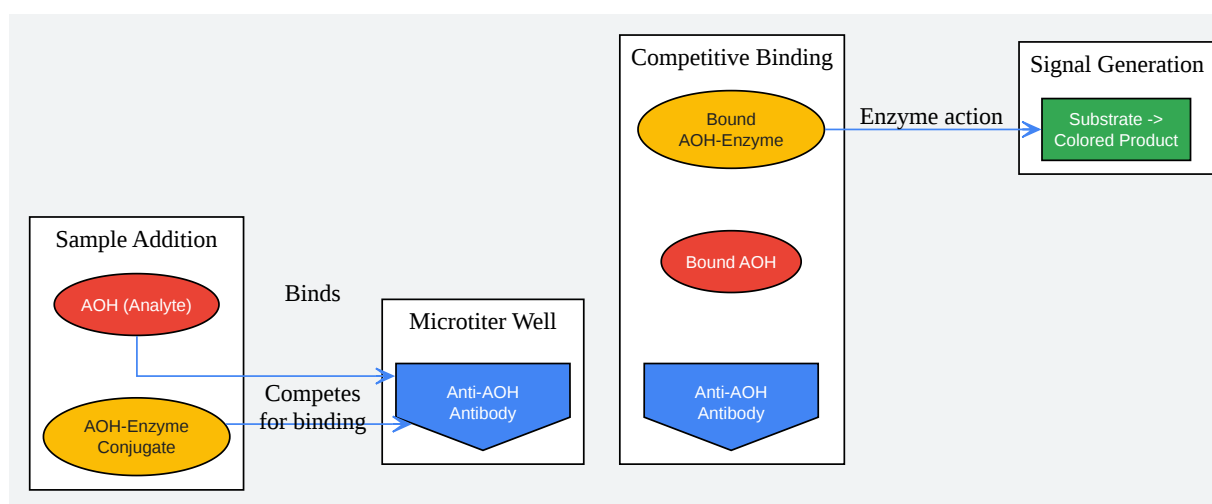 Sample Addition
AOH (Analyte)
AOH-Enzyme
Conjugate
Binds
Competes
for binding
Microtiter Well
Anti-AOH
Antibody
Competitive Binding
Bound
AOH-Enzyme
Bound AOH
Anti-AOH
Antibody
Enzyme action
Signal Generation
Substrate ->
Colored Product